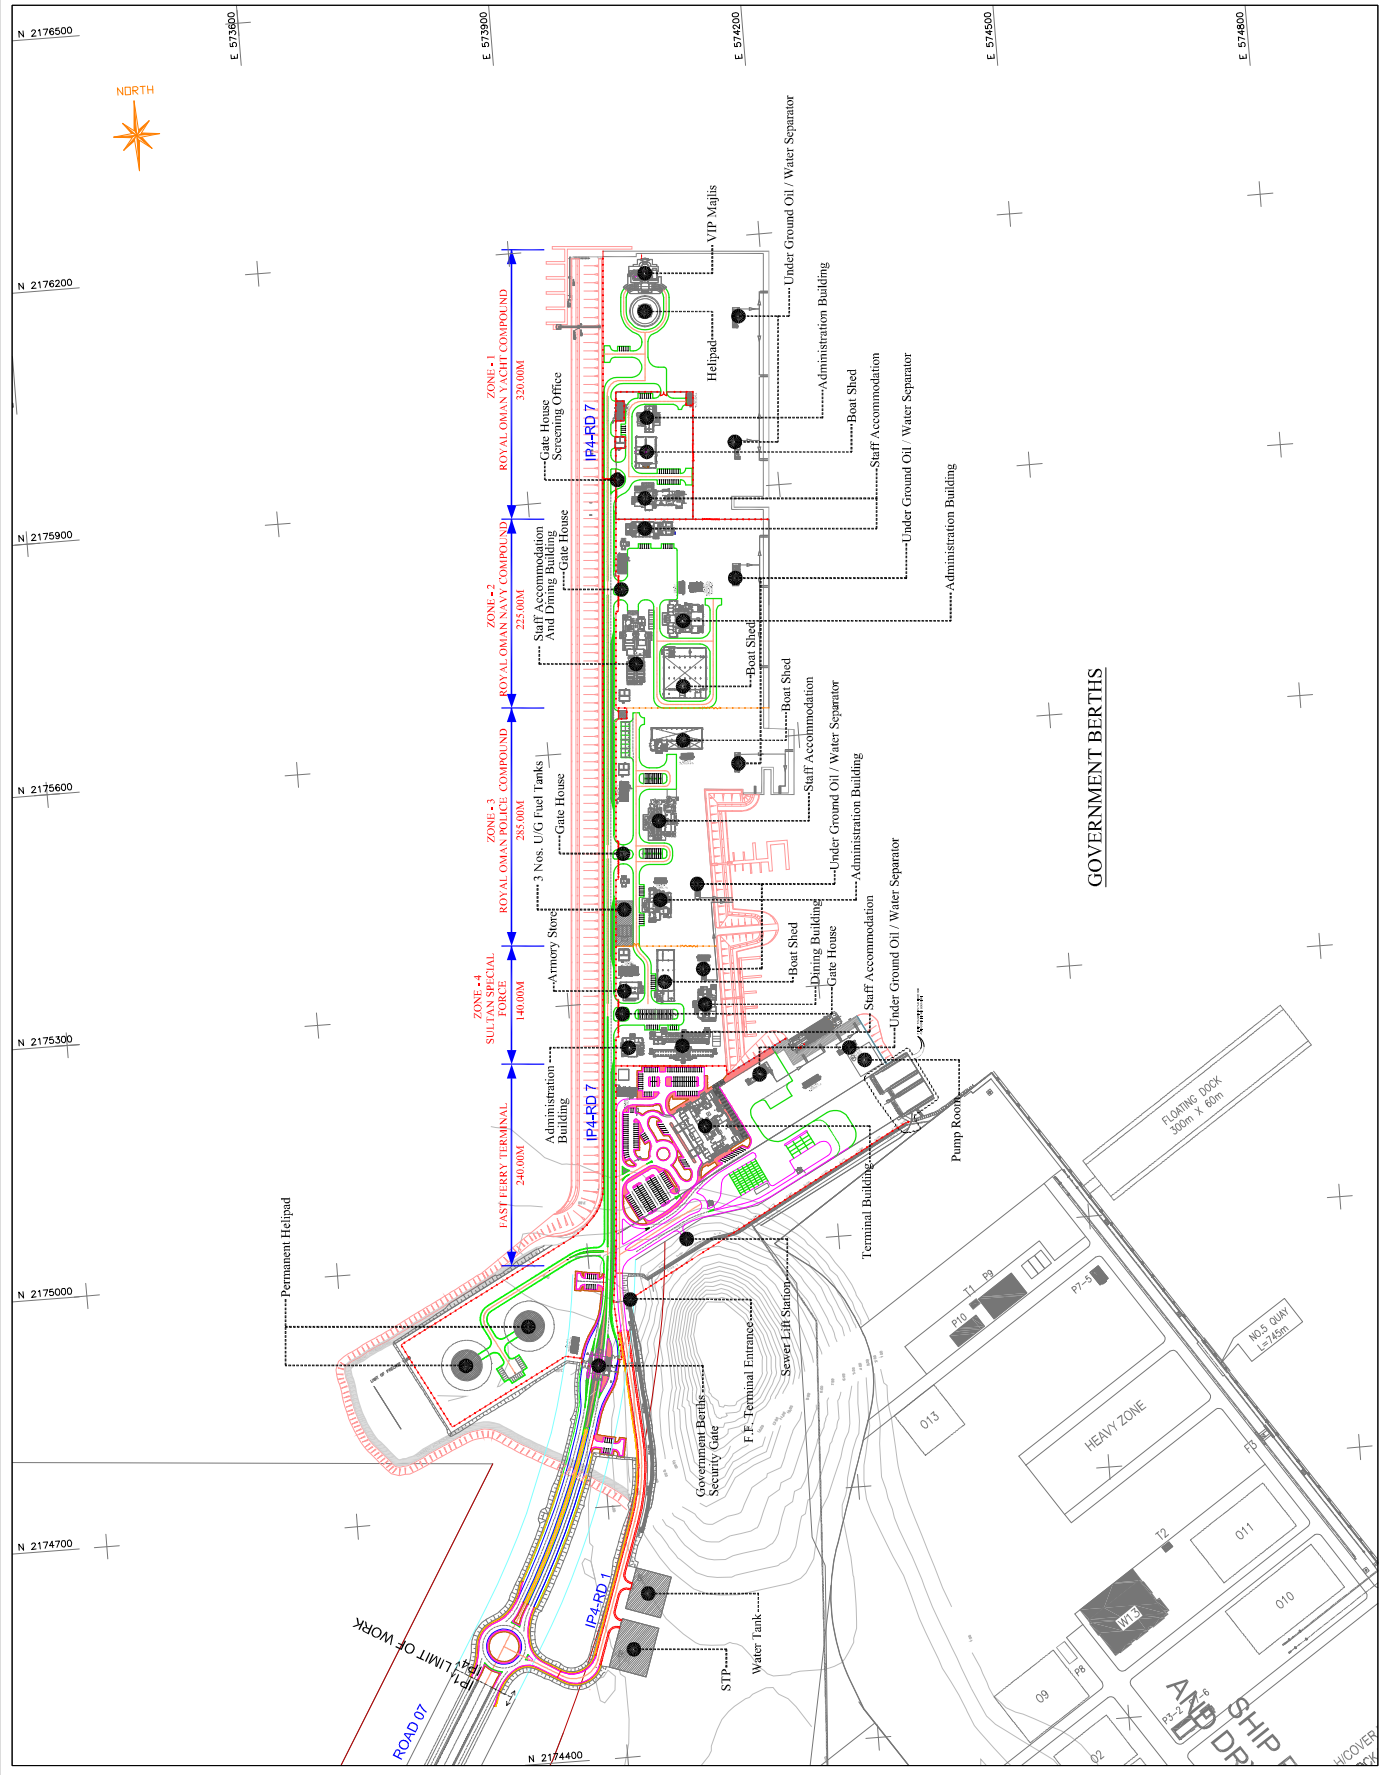 E 573600
E 573900
E 574200
E 574500
E 574800
N 2176500
N 2176200
N 2175900
N 2175600
N 2175300
N 2175000
N 2174700
N 2174400
NORTH
ZONE - 1
ROYAL OMAN YACHT COMPOUND
320.00M
ZONE - 2
ROYAL OMAN NAVY COMPOUND
225.00M
ZONE - 3
ROYAL OMAN POLICE COMPOUND
285.00M
ZONE - 4
SULTAN SPECIAL
FORCE
140.00M
FAST FERRY TERMINAL
240.00M
Gate House
Screening Office
IP4-RD 7
Staff Accommodation
And Dining Building
Gate House
3 Nos. U/G Fuel Tanks
Gate House
Armory Store
Administration
Building
IP4-RD 7
Permanent Helipad
VIP Majlis
Under Ground Oil / Water Separator
Helipad
Administration Building
Boat Shed
Staff Accommodation
Under Ground Oil / Water Separator
Administration Building
Boat Shed
Boat Shed
Staff Accommodation
Under Ground Oil / Water Separator
Administration Building
Boat Shed
Dining Building
Gate House
Staff Accommodation
Under Ground Oil / Water Separator
Pump Room
Terminal Building
Sewer Lift Station
F.F. Terminal Entrance
Government Berths
Security Gate
Water Tank
STP
IP4-RD 1
LIMIT OF WORK
IP1
IP4
ROAD 07
GOVERNMENT BERTHS
FLOATING DOCK
300m X 60m
NO.5 QUAY
L=745m
HEAVY ZONE
P10
T1
P9
P7-5
013
F3
T2
011
010
W13
09
P8
P3-2
02
SHIP
AND DR